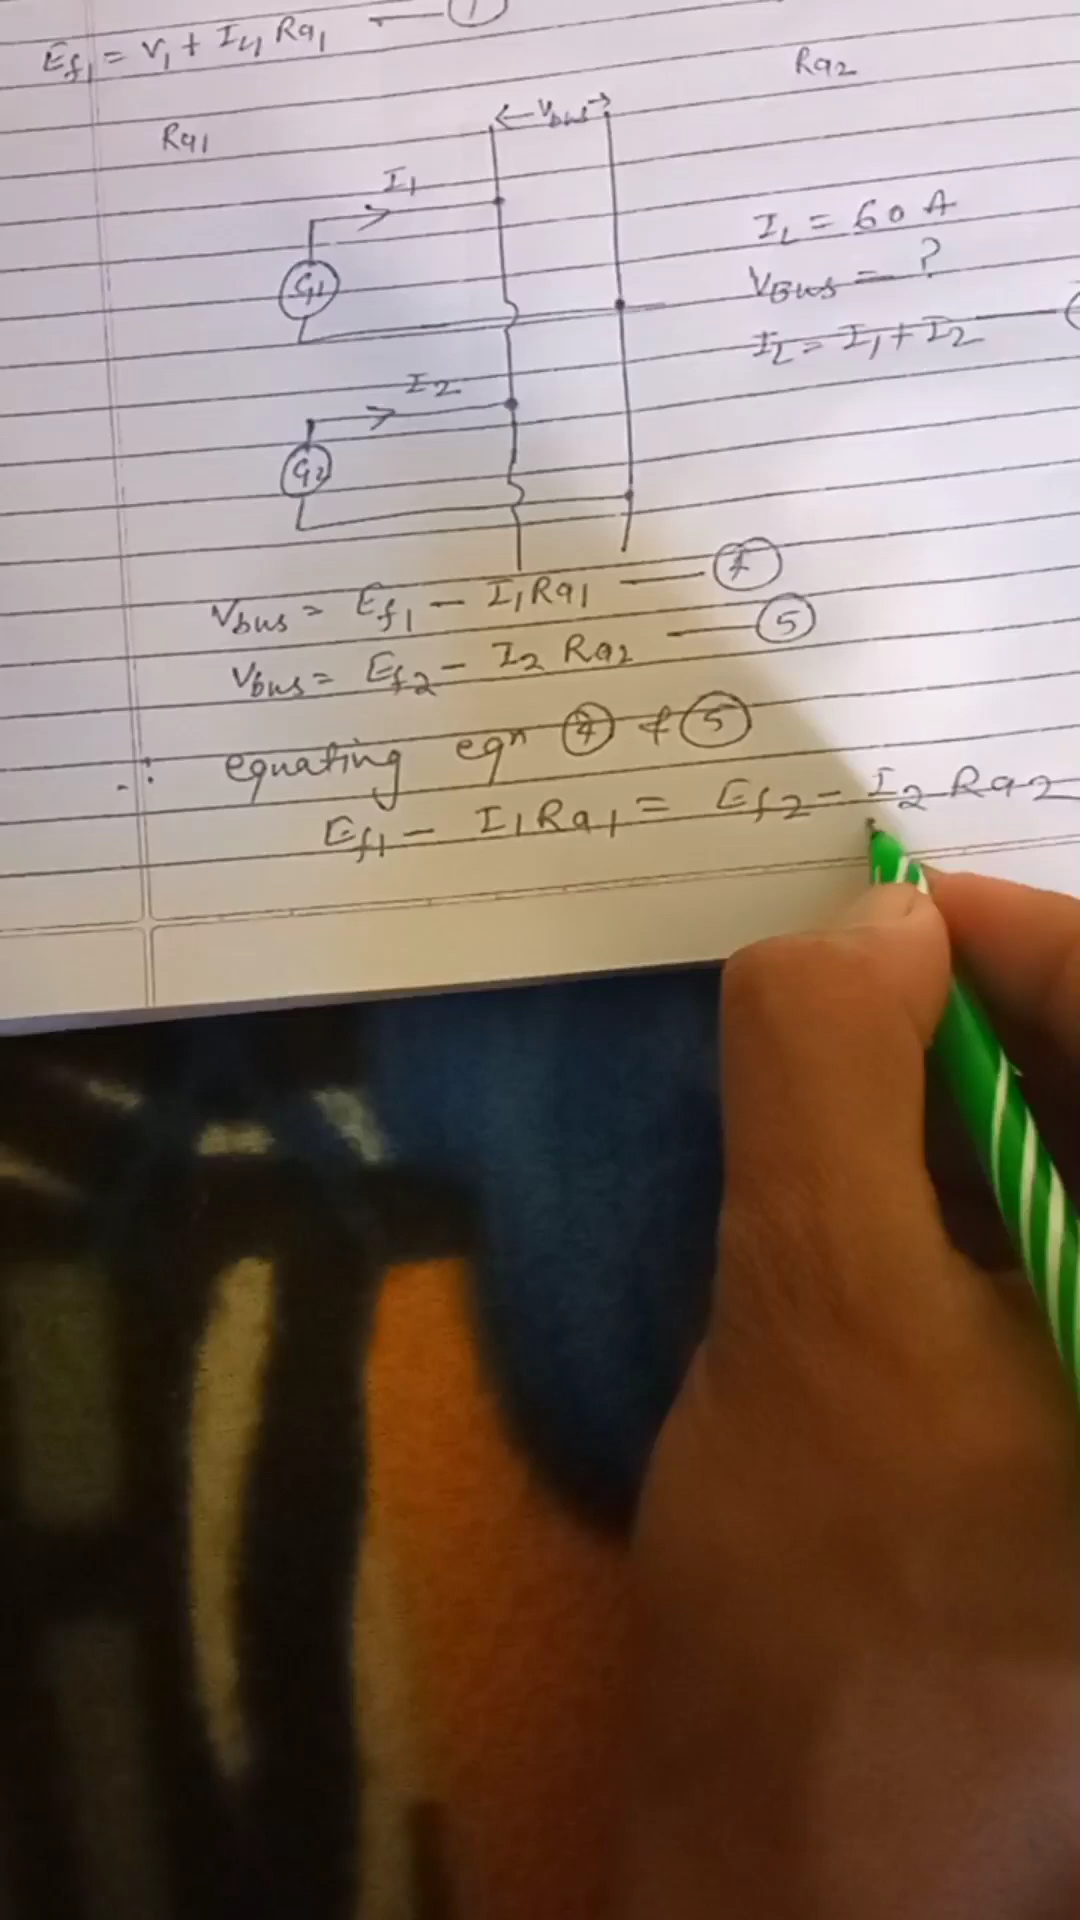 Ef1 = V1 + IL1 Ra1 — 1
Ra2
Ra1
Vbus
I1
G1
IL = 60 A
VBus = ?
IL = I1 + I2
I2
G2
Vbus = Ef1 - I1Ra1 — 4
Vbus = Ef2 - I2 Ra2 — 5
∴ equating eqn 4 & 5
Ef1 - I1Ra1 = Ef2 - I2 Ra2